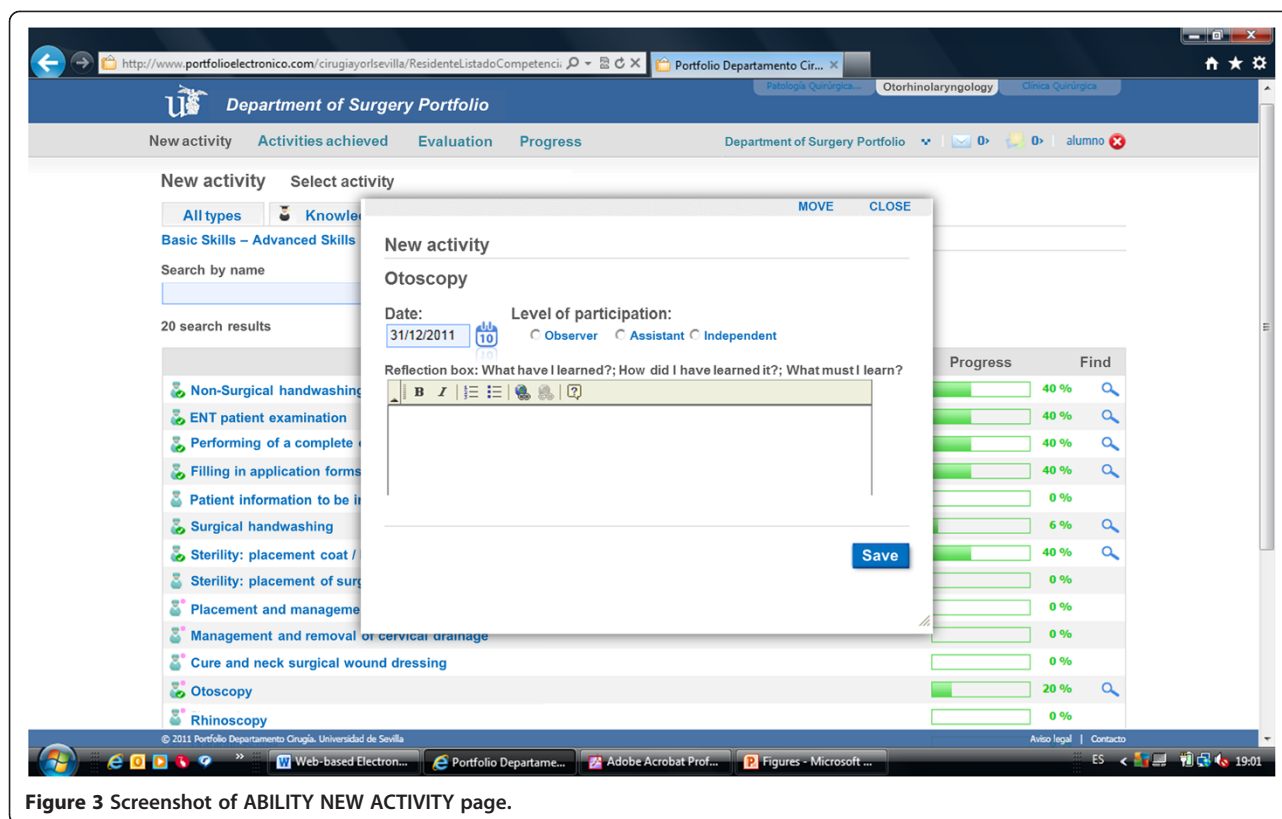 http://www.portfolioelectronico.com/cirugiayorlsevilla/ResidenteListadoCompetenci
Portfolio Departamento Cir...
Department of Surgery Portfolio
Patología Quirúrgica...
Otorhinolaryngology
Clínica Quirúrgica
New activity Activities achieved Evaluation Progress
Department of Surgery Portfolio 0 0 alumno
New activity Select activity
All types Knowle
Basic Skills – Advanced Skills
Search by name
20 search results
MOVE CLOSE
New activity
Otoscopy
Date: Level of participation:
31/12/2011 10 Observer Assistant Independent
Reflection box: What have I learned?; How did I have learned it?; What must I learn?
B I
Save
Progress Find
Non-Surgical handwashing 40 %
ENT patient examination 40 %
Performing of a complete 40 %
Filling in application forms 40 %
Patient information to be i 0 %
Surgical handwashing 6 %
Sterility: placement coat / 40 %
Sterility: placement of surg 0 %
Placement and manageme 0 %
Management and removal of cervical drainage 0 %
Cure and neck surgical wound dressing 0 %
Otoscopy 20 %
Rhinoscopy 0 %
© 2011 Portfolio Departamento Cirugía. Universidad de Sevilla
Aviso legal | Contacto
Web-based Electron... Portfolio Departame... Adobe Acrobat Prof... Figures - Microsoft ... ES 19:01
Figure 3 Screenshot of ABILITY NEW ACTIVITY page.